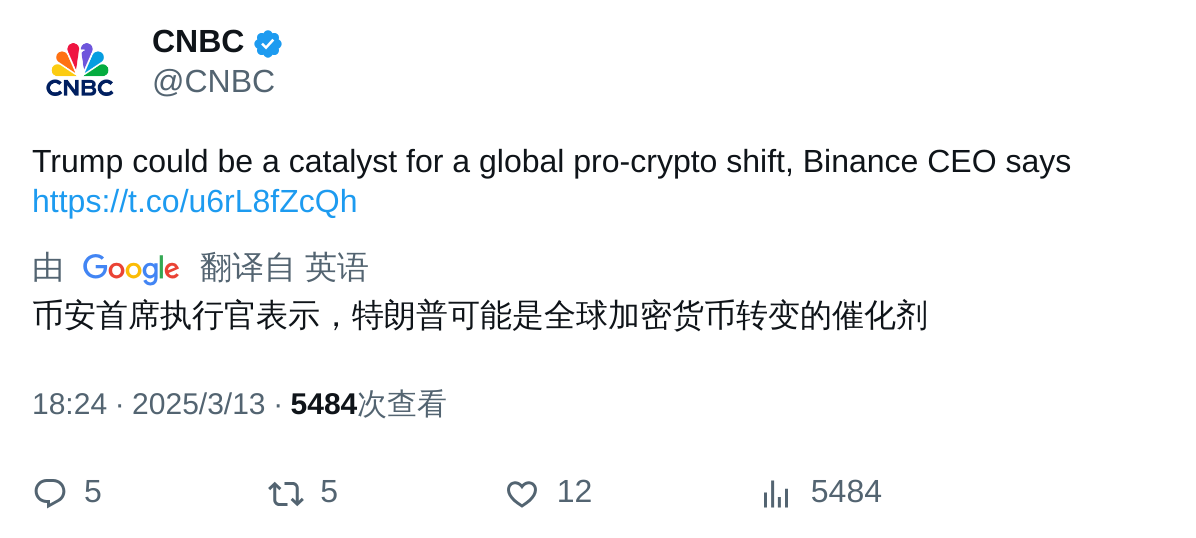 CNBC
CNBC
@CNBC
Trump could be a catalyst for a global pro-crypto shift, Binance CEO says
https://t.co/u6rL8fZcQh
由 Google 翻译自 英语
币安首席执行官表示，特朗普可能是全球加密货币转变的催化剂
18:24 · 2025/3/13 · 5484次查看
5 5 12 5484